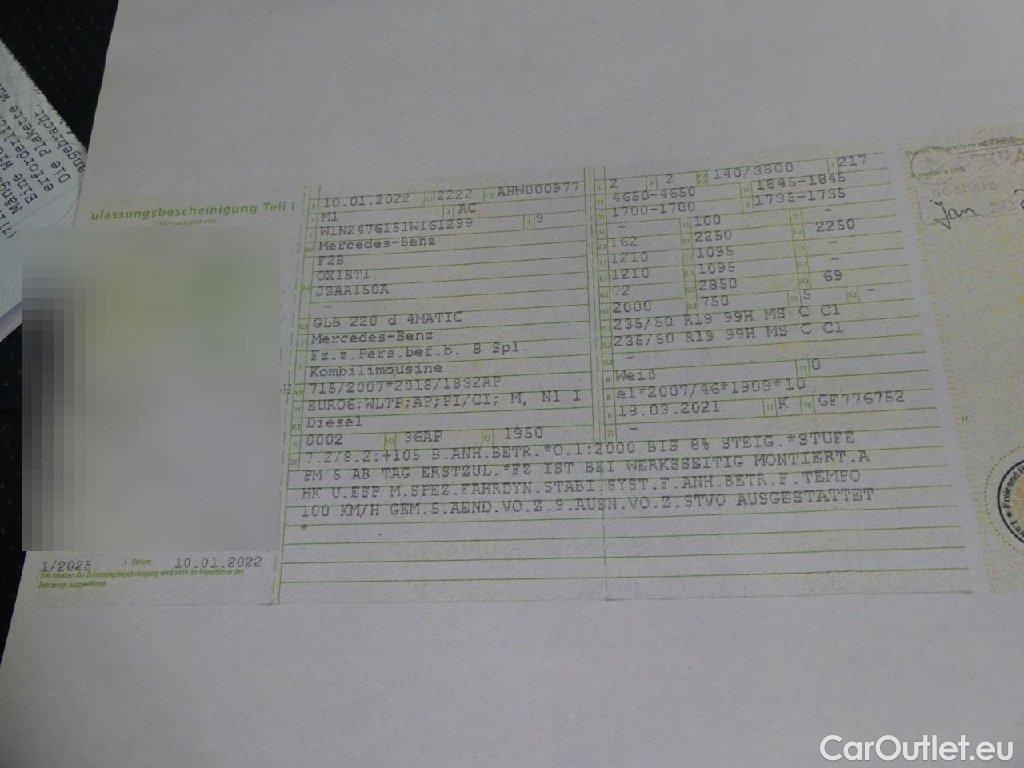 ulassungsbescheinigung Teil I
10.01.2022 2222 AHW000977
M1 AC
W1N2476151W161298 9
Mercedes-Benz
F2B
JZAA150A
GLB 220 d 4MATIC
Mercedes-Benz
Fz.z.Pers.bef.b. 8 Spl.
Kombilimousine
715/2007*2018/1832AP
EURO6;WLTP;AP;PI/CI; M, N1 I
Diesel
0002 36AP 1950
2 2 140/3800 217
4650-4650 1845-1845
1700-1700 1735-1735
- 100 -
162 2250 2250
1210 1095 -
1210 1095 -
72 2850 69
2000 750 5 -
235/50 R19 99H MS C C1
235/50 R19 99H MS C C1
-
Weiß 0
e1*2007/46*1909*10
18.03.2021 K GF776752
-
7.2/8.2:+105 B.ANH.BETR.*O.1:2000 BIS 8% STEIG.*STUFE
PM 5 AB TAG ERSTZUL.*FZ IST BEI WERKSSEITIG MONTIERT.A
HK U.ESP M.SPEZ.FAHRDYN.STABI SYST.F.ANH.BETR.F.TEMPO
100 KM/H GEM.5.AEND.VO.Z.9.AUSN.VO.Z.STVO AUSGESTATTET
*
1/2025 Datum: 10.01.2022
CarOutlet.eu